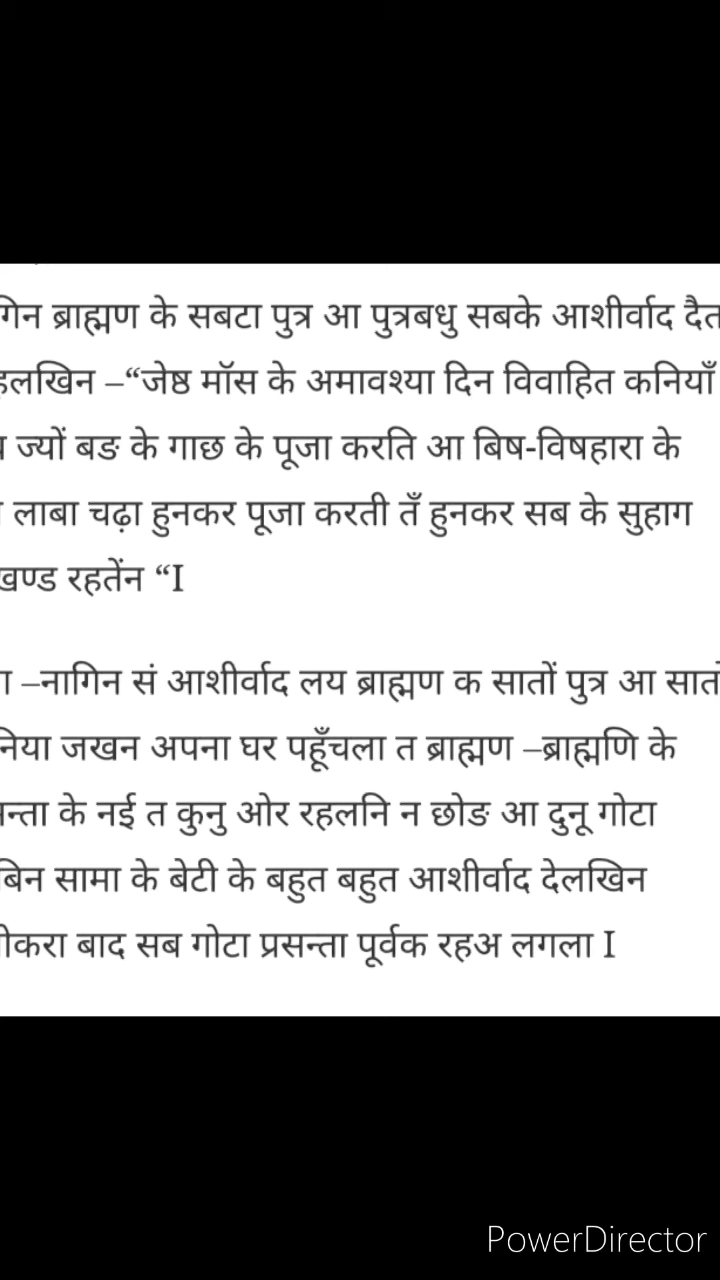 गिन ब्राह्मण के सबटा पुत्र आ पुत्रबधु सबके आशीर्वाद दैत
हलखिन –“जेष्ठ मॉस के अमावश्या दिन विवाहित कनियाँ
ज्यों बङ के गाछ के पूजा करति आ बिष-विषहारा के
लाबा चढ़ा हुनकर पूजा करती तँ हुनकर सब के सुहाग
खण्ड रहतेंन “I
–नागिन सं आशीर्वाद लय ब्राह्मण क सातों पुत्र आ सातों
निया जखन अपना घर पहूँचला त ब्राह्मण –ब्राह्मणि के
न्ता के नई त कुनु ओर रहलनि न छोङ आ दुनू गोटा
बिन सामा के बेटी के बहुत बहुत आशीर्वाद देलखिन
ोकरा बाद सब गोटा प्रसन्ता पूर्वक रहअ लगला I
PowerDirector